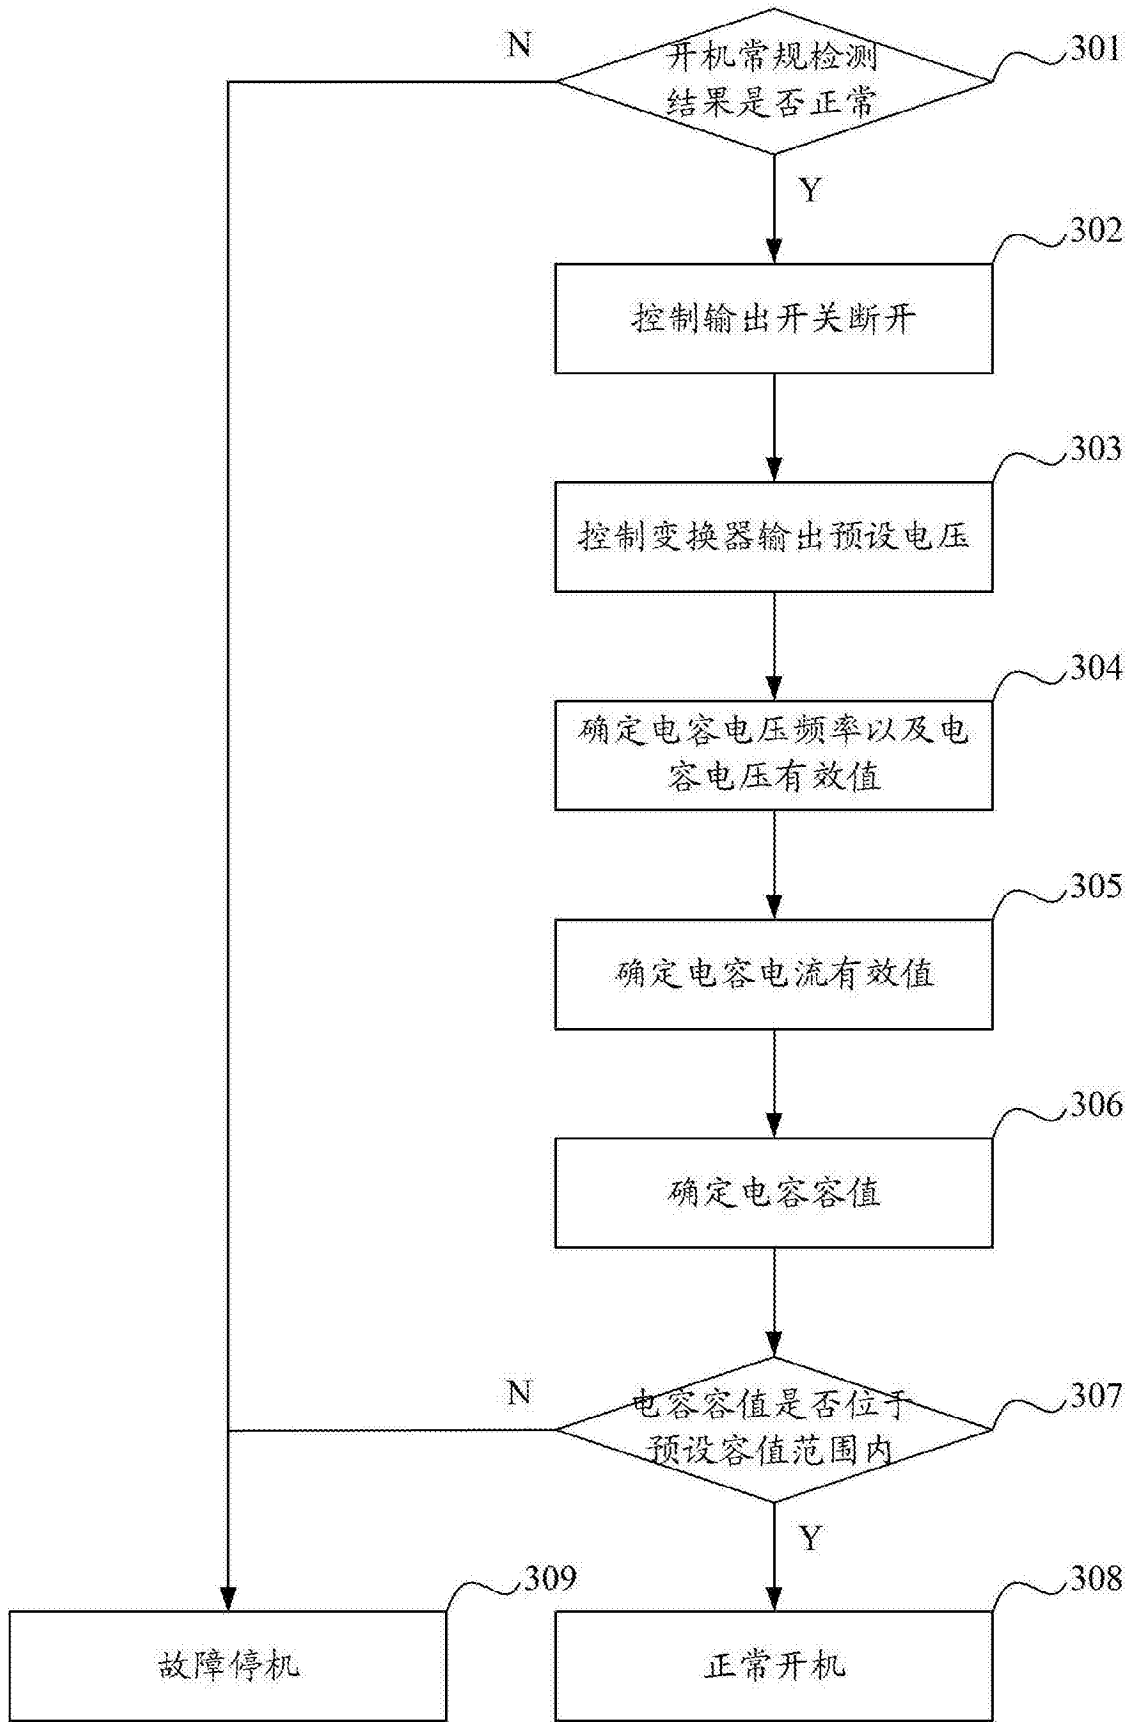 N
开机常规检测
结果是否正常
301
Y
302
控制输出开关断开
303
控制变换器输出预设电压
304
确定电容电压频率以及电
容电压有效值
305
确定电容电流有效值
306
确定电容容值
307
N
电容容值是否位于
预设容值范围内
Y
309
308
故障停机
正常开机